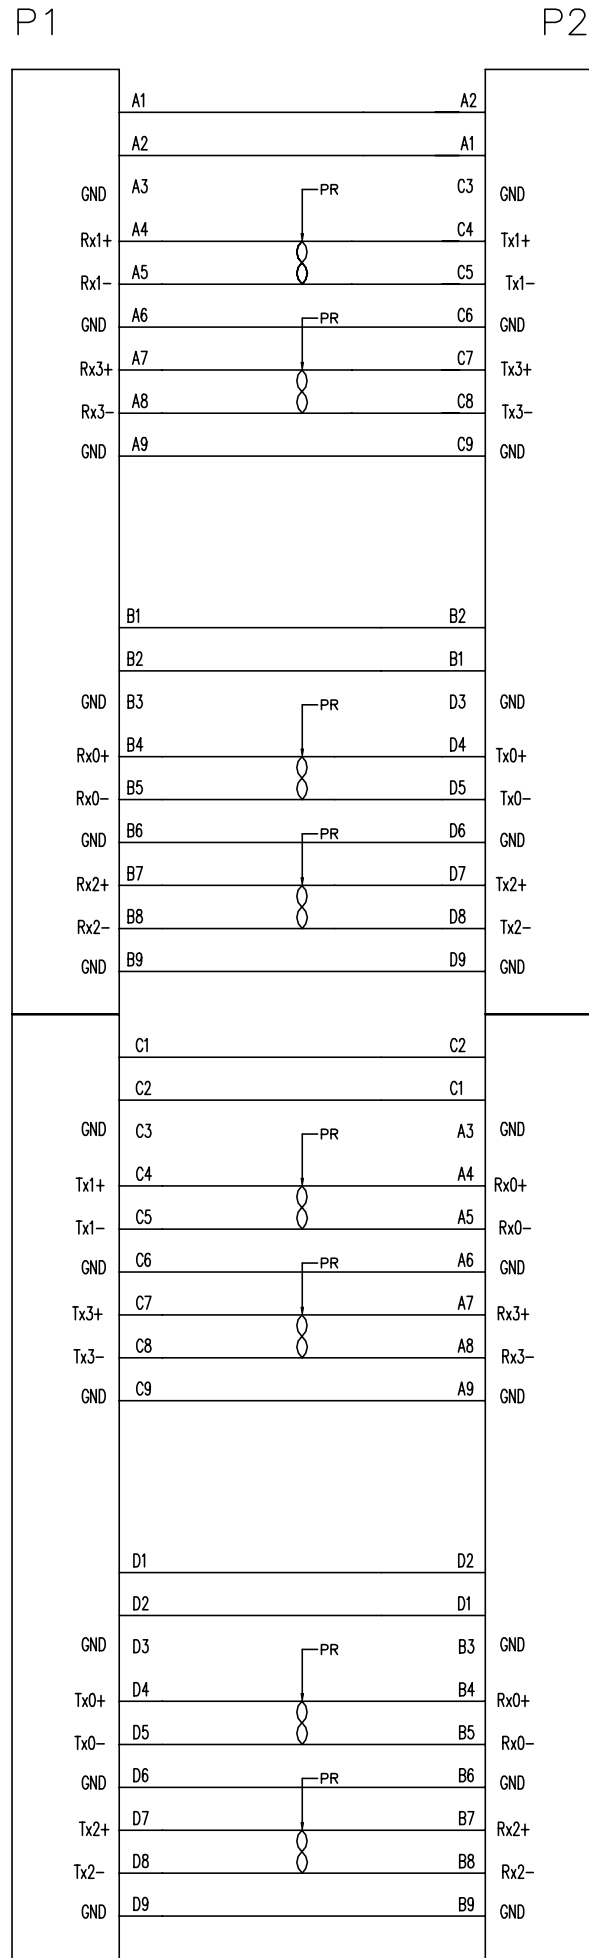 P1 P2
A1 A2
A2 A1
GND A3 PR C3 GND
Rx1+ A4 C4 Tx1+
Rx1- A5 C5 Tx1-
GND A6 PR C6 GND
Rx3+ A7 C7 Tx3+
Rx3- A8 C8 Tx3-
GND A9 C9 GND
B1 B2
B2 B1
GND B3 PR D3 GND
Rx0+ B4 D4 Tx0+
Rx0- B5 D5 Tx0-
GND B6 PR D6 GND
Rx2+ B7 D7 Tx2+
Rx2- B8 D8 Tx2-
GND B9 D9 GND
C1 C2
C2 C1
GND C3 PR A3 GND
Tx1+ C4 A4 Rx0+
Tx1- C5 A5 Rx0-
GND C6 PR A6 GND
Tx3+ C7 A7 Rx3+
Tx3- C8 A8 Rx3-
GND C9 A9 GND
D1 D2
D2 D1
GND D3 PR B3 GND
Tx0+ D4 B4 Rx0+
Tx0- D5 B5 Rx0-
GND D6 PR B6 GND
Tx2+ D7 B7 Rx2+
Tx2- D8 B8 Rx2-
GND D9 B9 GND